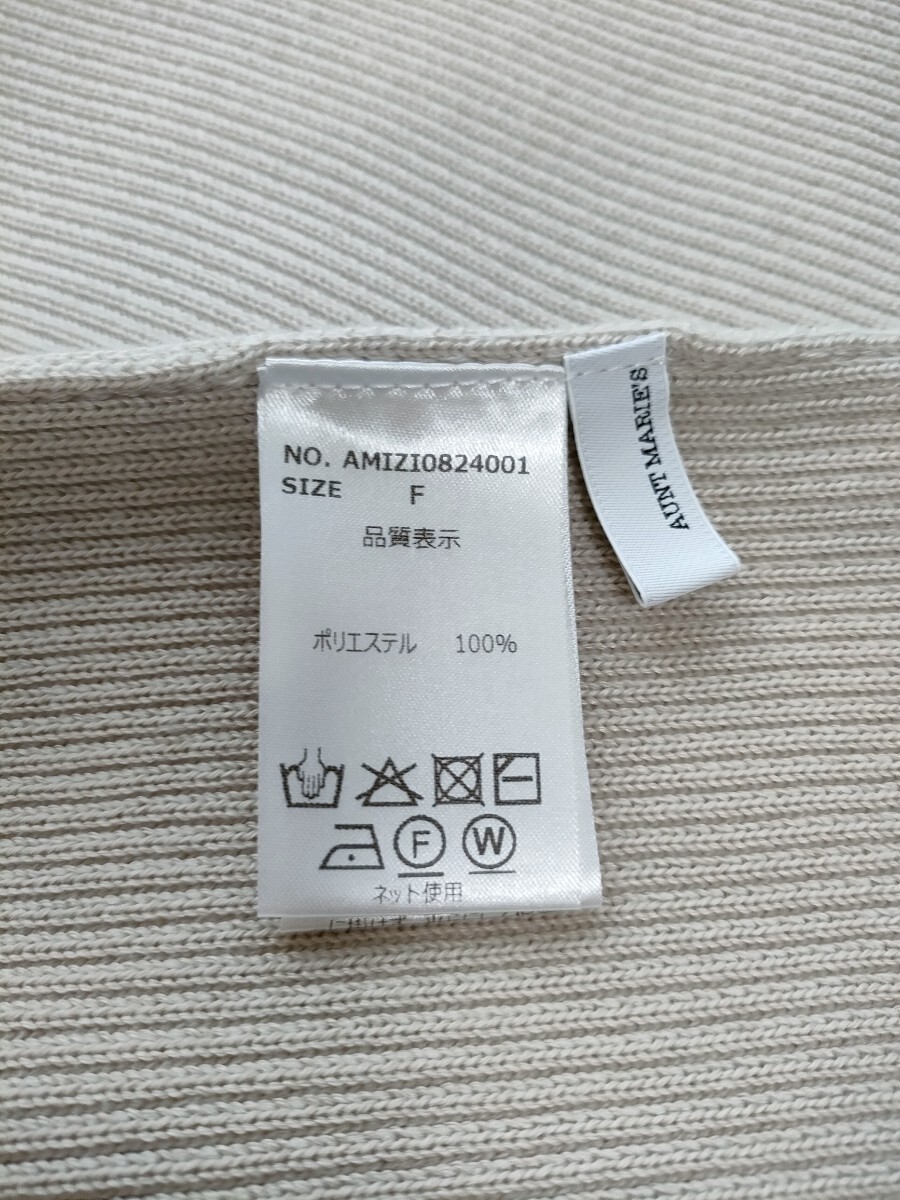 NO. AMIZI0824001
SIZE F
品質表示
ポリエステル 100%
F W
ネット使用
AUNT MARIE'S